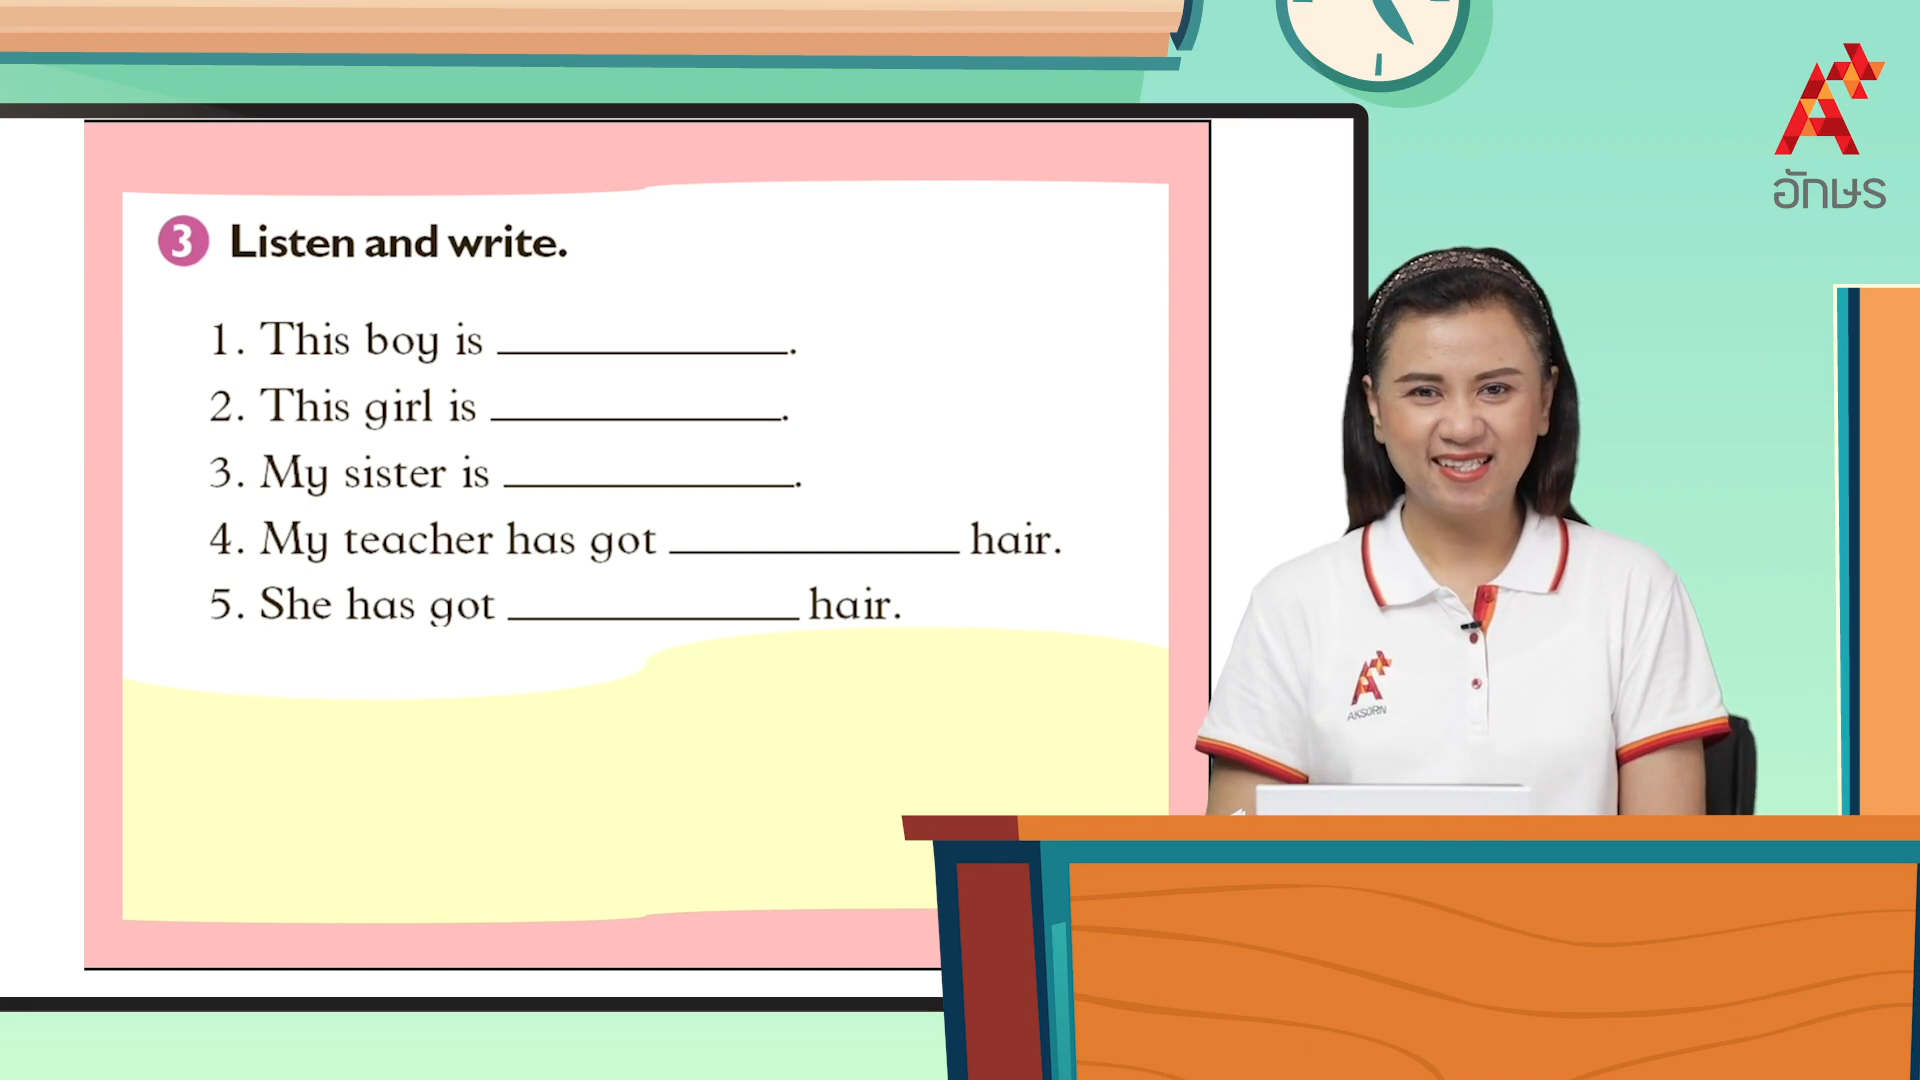 3 Listen and write.
1. This boy is ____________.
2. This girl is ____________.
3. My sister is ____________.
4. My teacher has got ____________ hair.
5. She has got ____________ hair.
อักษร
AKSORN